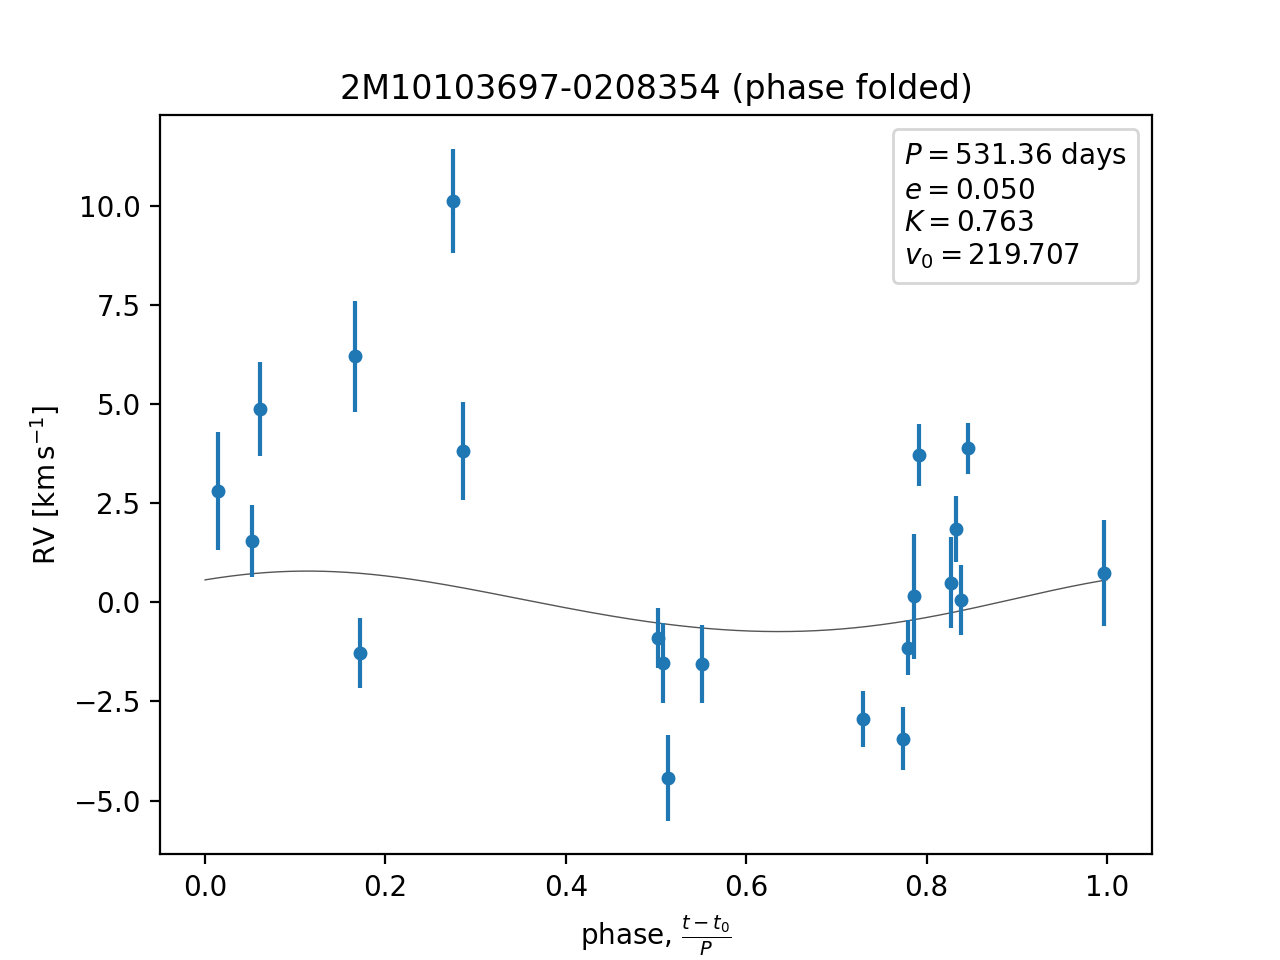 2M10103697-0208354 (phase folded)
P = 531.36 days
e = 0.050
K = 0.763
v₀ = 219.707
10.0
7.5
5.0
2.5
0.0
−2.5
−5.0
RV [km s⁻¹]
0.0 0.2 0.4 0.6 0.8 1.0
phase, (t − t₀)/P